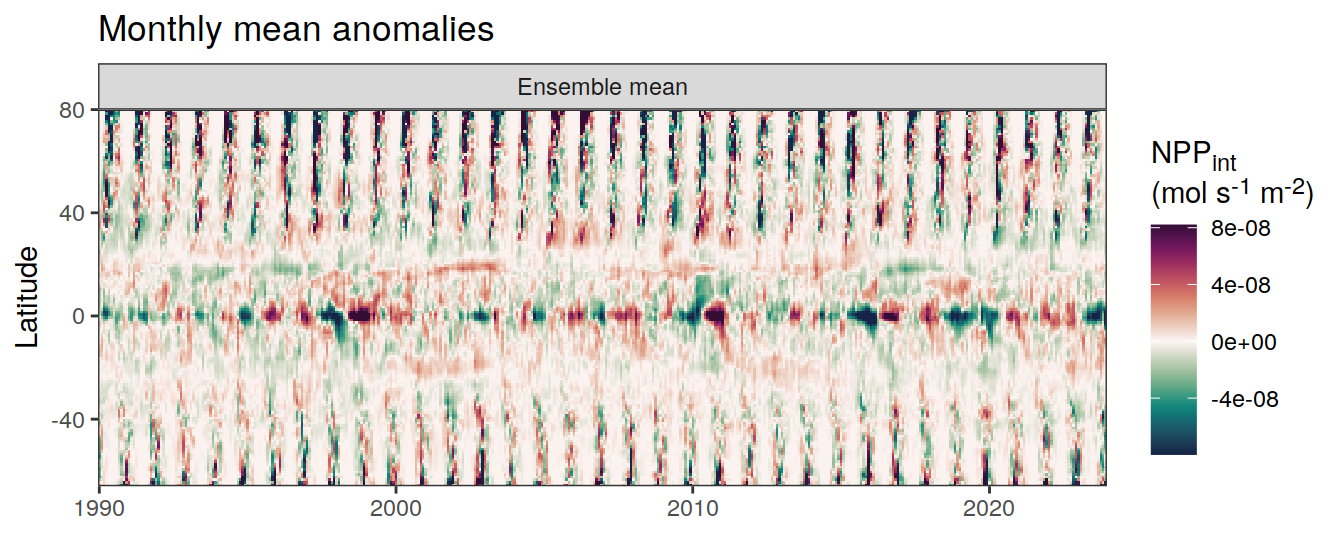 Monthly mean anomalies
Ensemble mean
80
40
0
-40
Latitude
1990 2000 2010 2020
NPPint
(mol s-1 m-2)
8e-08
4e-08
0e+00
-4e-08